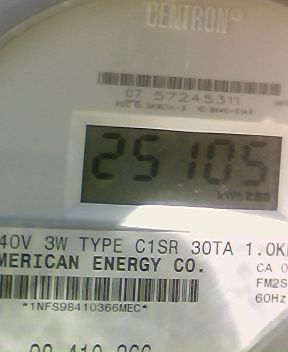 CENTRON®
07 57245311
25105
kWh
40V 3W TYPE C1SR 30TA 1.0K
MERICAN ENERGY CO.
CA 0
FM2S
60Hz
*1NFS98410366MEC*